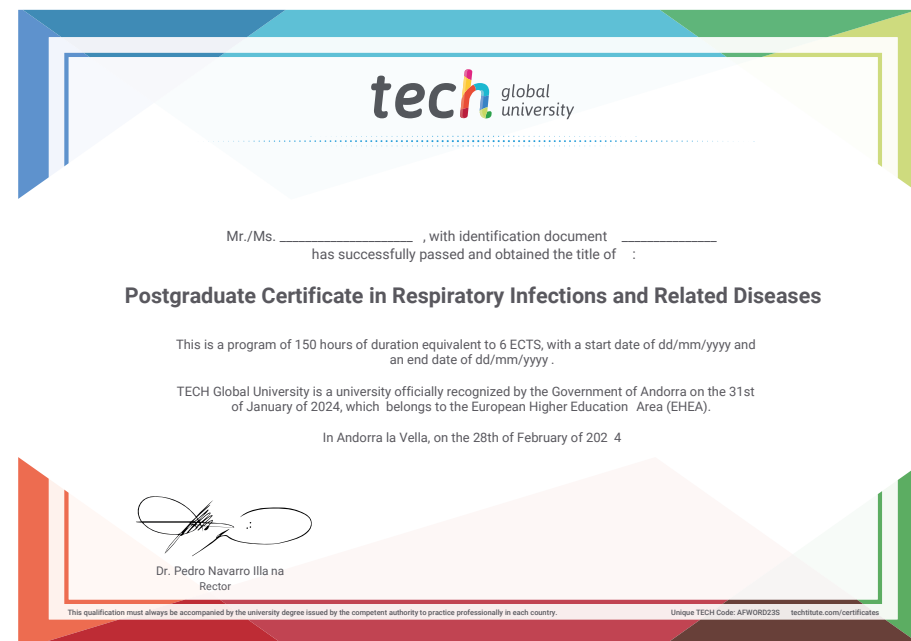 tech global university
Mr./Ms. ___________________ , with identification document ______________
has successfully passed and obtained the title of :
Postgraduate Certificate in Respiratory Infections and Related Diseases
This is a program of 150 hours of duration equivalent to 6 ECTS, with a start date of dd/mm/yyyy and
an end date of dd/mm/yyyy .
TECH Global University is a university officially recognized by the Government of Andorra on the 31st
of January of 2024, which belongs to the European Higher Education Area (EHEA).
In Andorra la Vella, on the 28th of February of 202 4
Dr. Pedro Navarro Illa na
Rector
This qualification must always be accompanied by the university degree issued by the competent authority to practice professionally in each country. Unique TECH Code: AFWORD23S techtitute.com/certificates